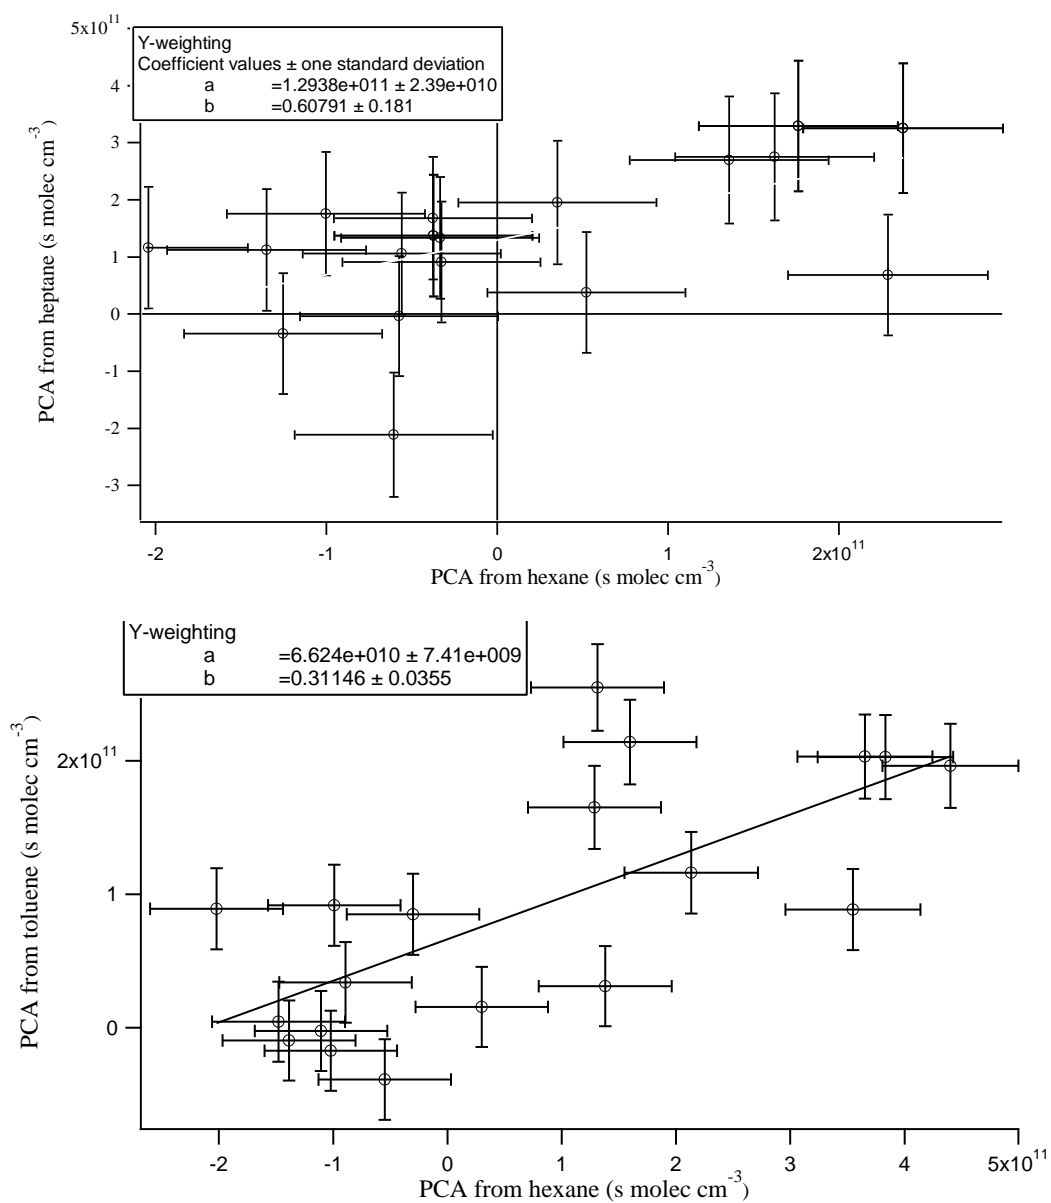 5x10^11
Y-weighting
Coefficient values ± one standard deviation
a =1.2938e+011 ± 2.39e+010
b =0.60791 ± 0.181
4
3
2
1
0
-1
-2
-3
PCA from heptane (s molec cm^-3)
-2 -1 0 1 2x10^11
PCA from hexane (s molec cm^-3)
Y-weighting
a =6.624e+010 ± 7.41e+009
b =0.31146 ± 0.0355
2x10^11
1
0
PCA from toluene (s molec cm^-3)
-2 -1 0 1 2 3 4 5x10^11
PCA from hexane (s molec cm^-3)